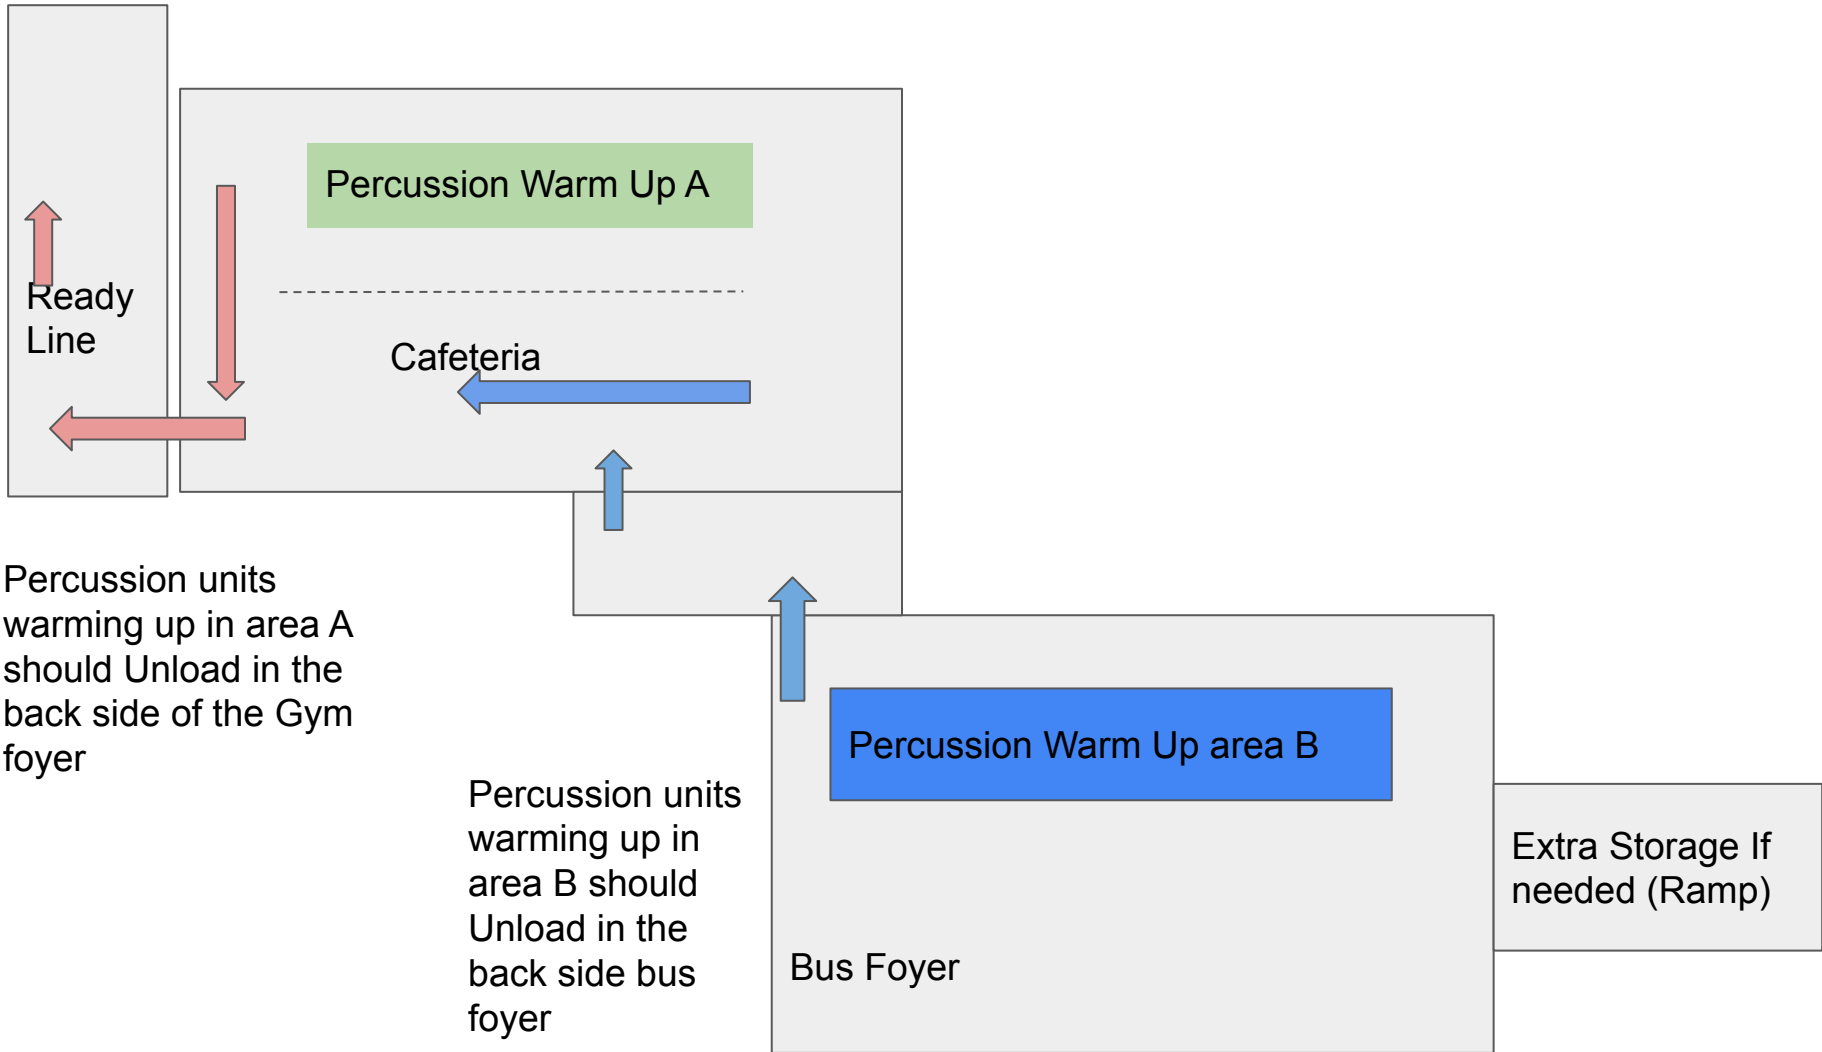 Percussion Warm Up A
Ready
Line
Cafeteria
Percussion units
warming up in area A
should Unload in the
back side of the Gym
foyer
Percussion Warm Up area B
Percussion units
warming up in
area B should
Unload in the
back side bus
foyer
Extra Storage If
needed (Ramp)
Bus Foyer